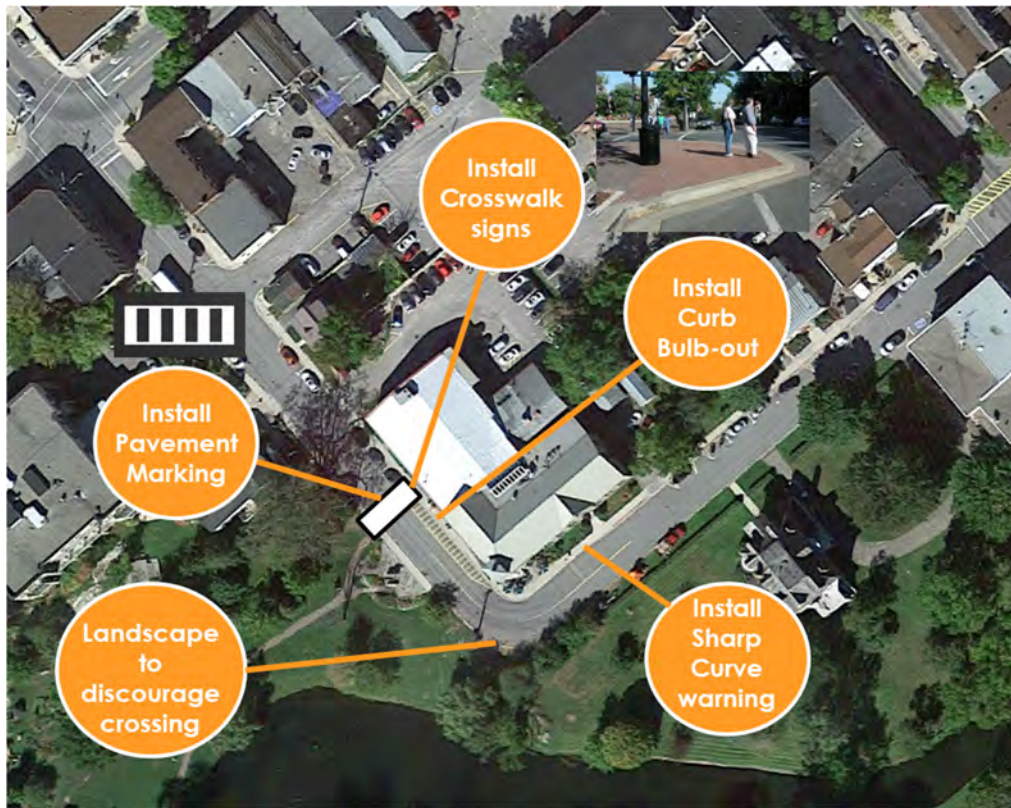 Install
Crosswalk
signs
Install
Curb
Bulb-out
Install
Pavement
Marking
Landscape
to
discourage
crossing
Install
Sharp
Curve
warning